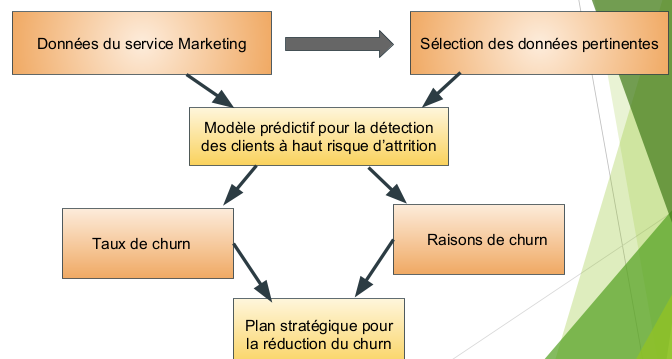 Données du service Marketing
Sélection des données pertinentes
Modèle prédictif pour la détection
des clients à haut risque d'attrition
Taux de churn
Raisons de churn
Plan stratégique pour
la réduction du churn